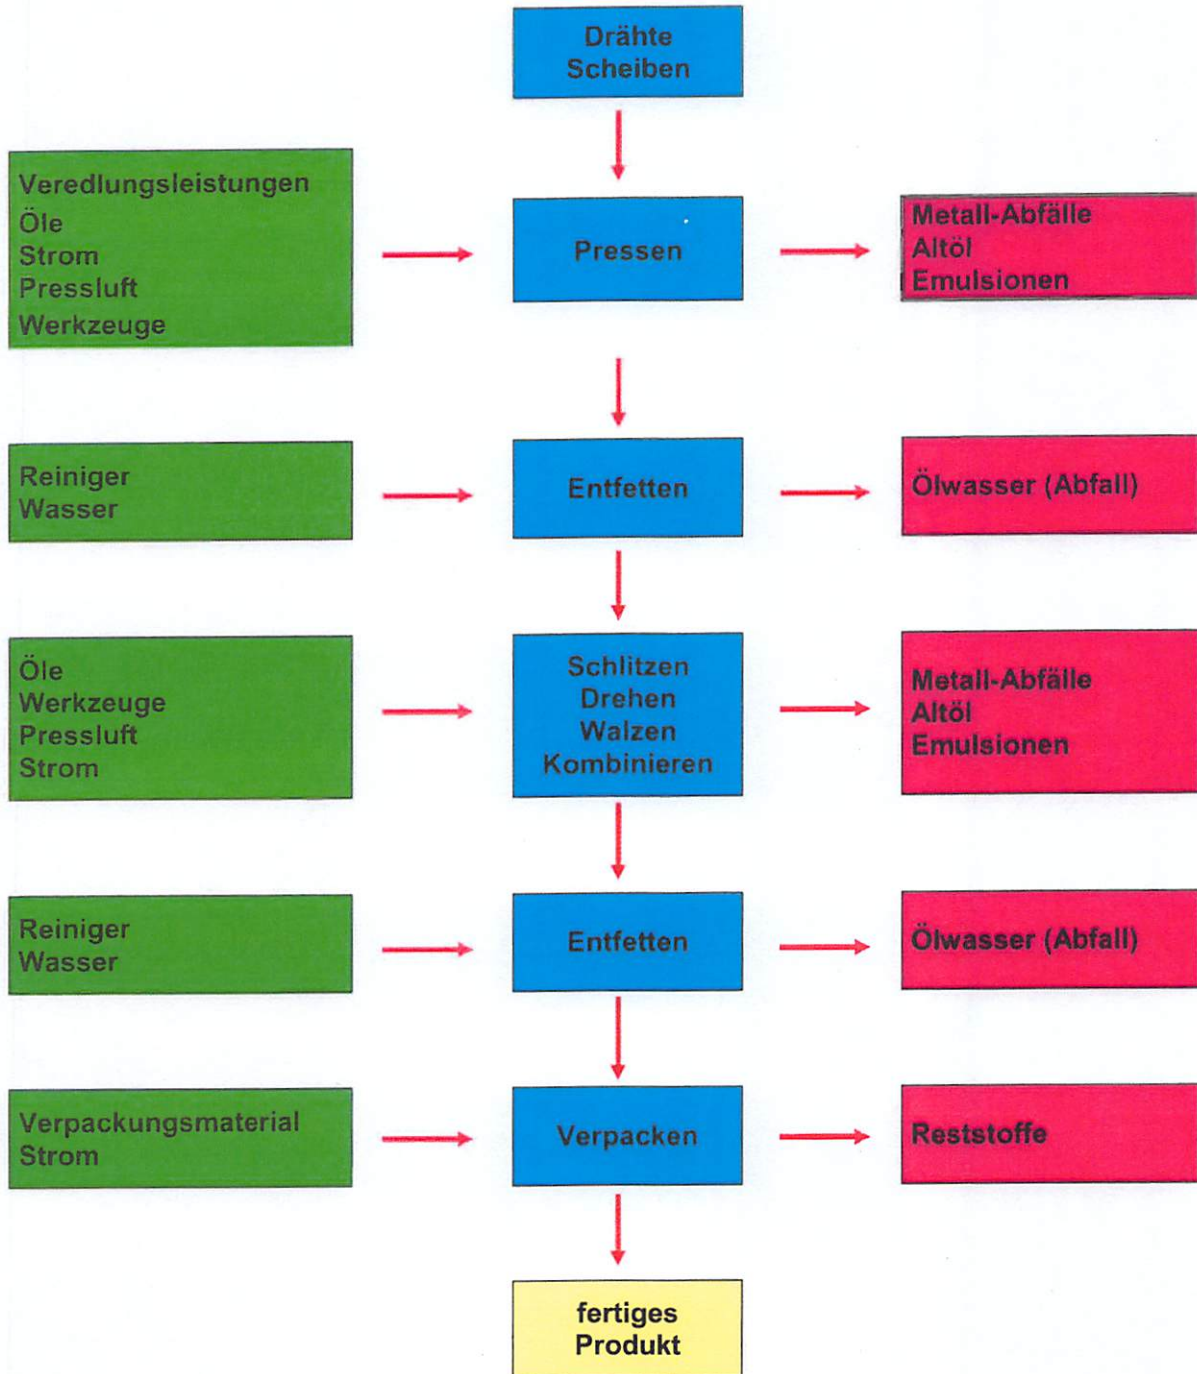 Drähte
Scheiben
Veredlungsleistungen
Öle
Strom
Pressluft
Werkzeuge
Pressen
Metall-Abfälle
Altöl
Emulsionen
Reiniger
Wasser
Entfetten
Ölwasser (Abfall)
Öle
Werkzeuge
Pressluft
Strom
Schlitzen
Drehen
Walzen
Kombinieren
Metall-Abfälle
Altöl
Emulsionen
Reiniger
Wasser
Entfetten
Ölwasser (Abfall)
Verpackungsmaterial
Strom
Verpacken
Reststoffe
fertiges
Produkt